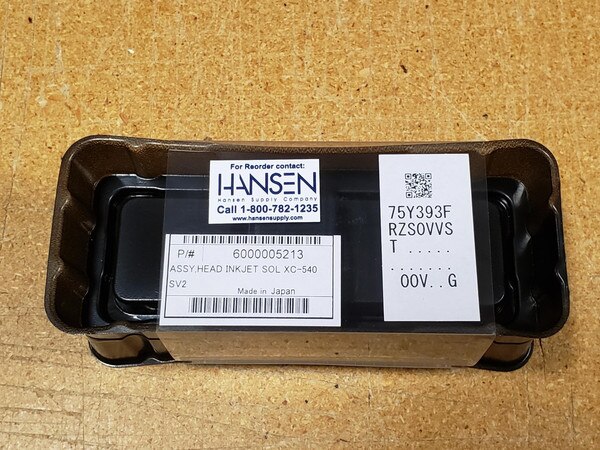 For Reorder contact:
HANSEN
Hansen Supply Company
Call 1-800-782-1235
www.hansensupply.com
P/# 6000005213
ASSY,HEAD INKJET SOL XC-540
SV2
Made in Japan
75Y393F
RZSOVVS
T .....
.......
OOV..G